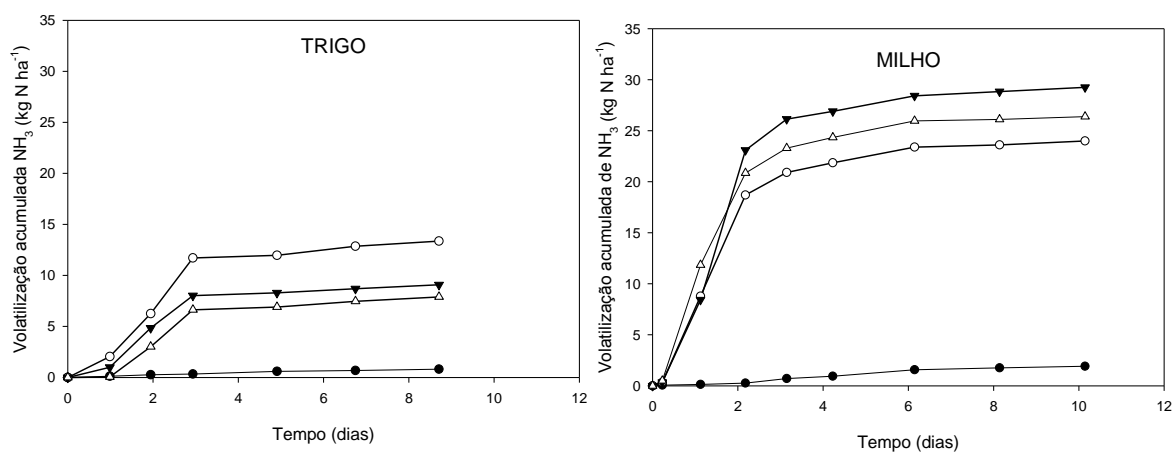 TRIGO
Volatilização acumulada NH3 (kg N ha-1)
35
30
25
20
15
10
5
0
0 2 4 6 8 10 12
Tempo (dias)
MILHO
Volatilização acumulada de NH3 (kg N ha-1)
35
30
25
20
15
10
5
0
0 2 4 6 8 10 12
Tempo (dias)